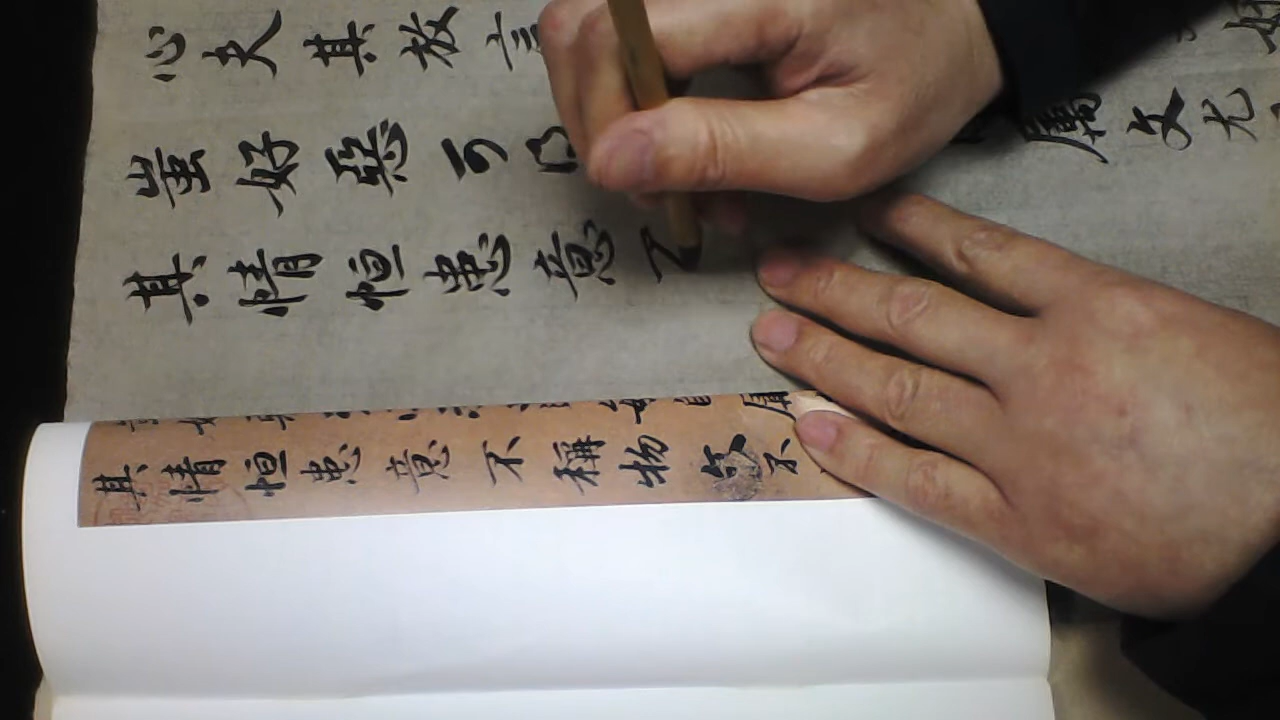 心夫其放言 妍
蚩好惡可 屬文尤
其情恒患意不
其情恒患意不稱物文不